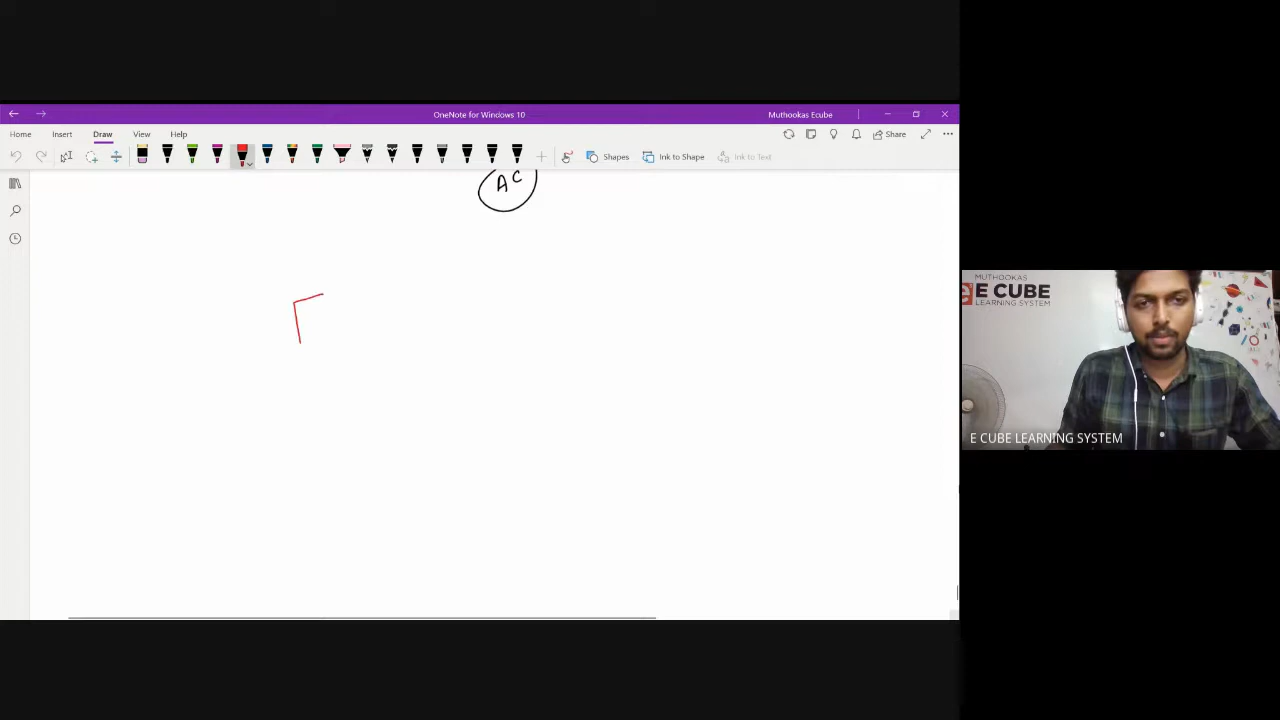 OneNote for Windows 10
Muthookas Ecube
Home Insert Draw View Help
Share
Shapes Ink to Shape Ink to Text
AC
MUTHOOKAS
e E CUBE
LEARNING SYSTEM
E CUBE LEARNING SYSTEM